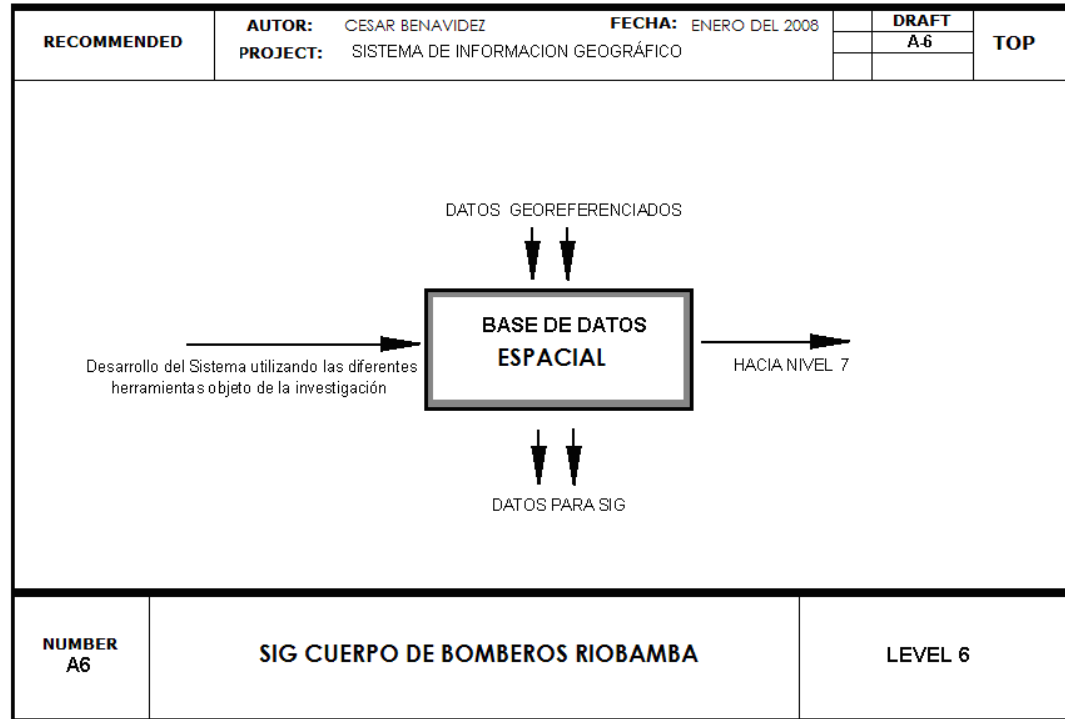 RECOMMENDED
AUTOR: CESAR BENAVIDEZ FECHA: ENERO DEL 2008
PROJECT: SISTEMA DE INFORMACION GEOGRÁFICO
DRAFT
A-6
TOP
DATOS GEOREFERENCIADOS
BASE DE DATOS
ESPACIAL
Desarrollo del Sistema utilizando las diferentes
herramientas objeto de la investigación
HACIA NIVEL 7
DATOS PARA SIG
NUMBER
A6
SIG CUERPO DE BOMBEROS RIOBAMBA
LEVEL 6